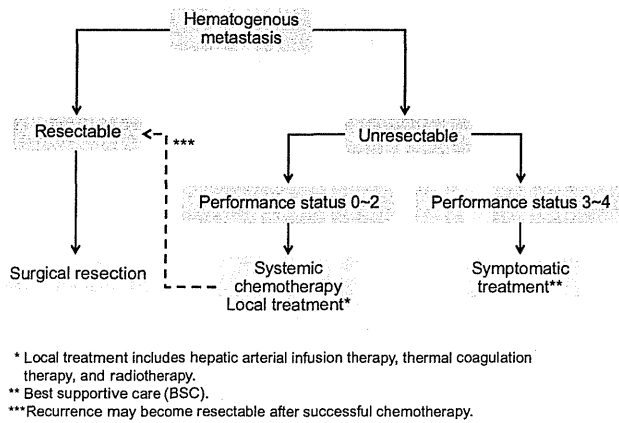 Hematogenous
metastasis
Resectable
***
Unresectable
Performance status 0~2
Performance status 3~4
Surgical resection
Systemic
chemotherapy
Local treatment*
Symptomatic
treatment**
* Local treatment includes hepatic arterial infusion therapy, thermal coagulation
therapy, and radiotherapy.
** Best supportive care (BSC).
***Recurrence may become resectable after successful chemotherapy.